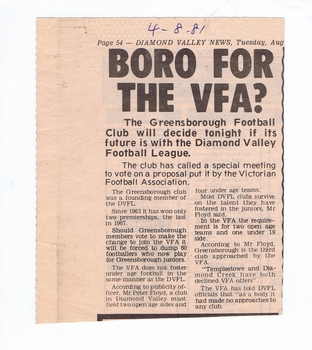 4-8-81
Page 54 — DIAMOND VALLEY NEWS, Tuesday, Aug
BORO FOR
THE VFA?
The Greensborough Football
Club will decide tonight if its
future is with the Diamond Valley
Football League.
The club has called a special meeting
to vote on a proposal put it by the Victorian
Football Association.
The Greensborough club
was a founding member of
the DVFL.
Since 1963 it has won only
two premierships, the last
in 1967.
Should Greensborough
members vote to make the
change to join the VFA it
will be forced to dump 60
footballers who now play
for Greensborough juniors.
The VFA does not foster
under age football in the
same manner as the DVFL.
According to publicity of-
ficer, Mr Peter Floyd, a club
in Diamond Valley must
field two open age sides and
four under age teams.
Most DVFL clubs survive
on the talent they have
fostered in the juniors, Mr
Floyd said.
In the VFA the require-
ment is for two open age
teams and one under 19
side.
According to Mr Floyd,
Greensborough is the third
club approached by the
VFA.
"Templestowe and Dia-
mond Creek have both
declined VFA offers"
The VFA has told DVFL
officials that "as a body it
had made no approaches to
any club.